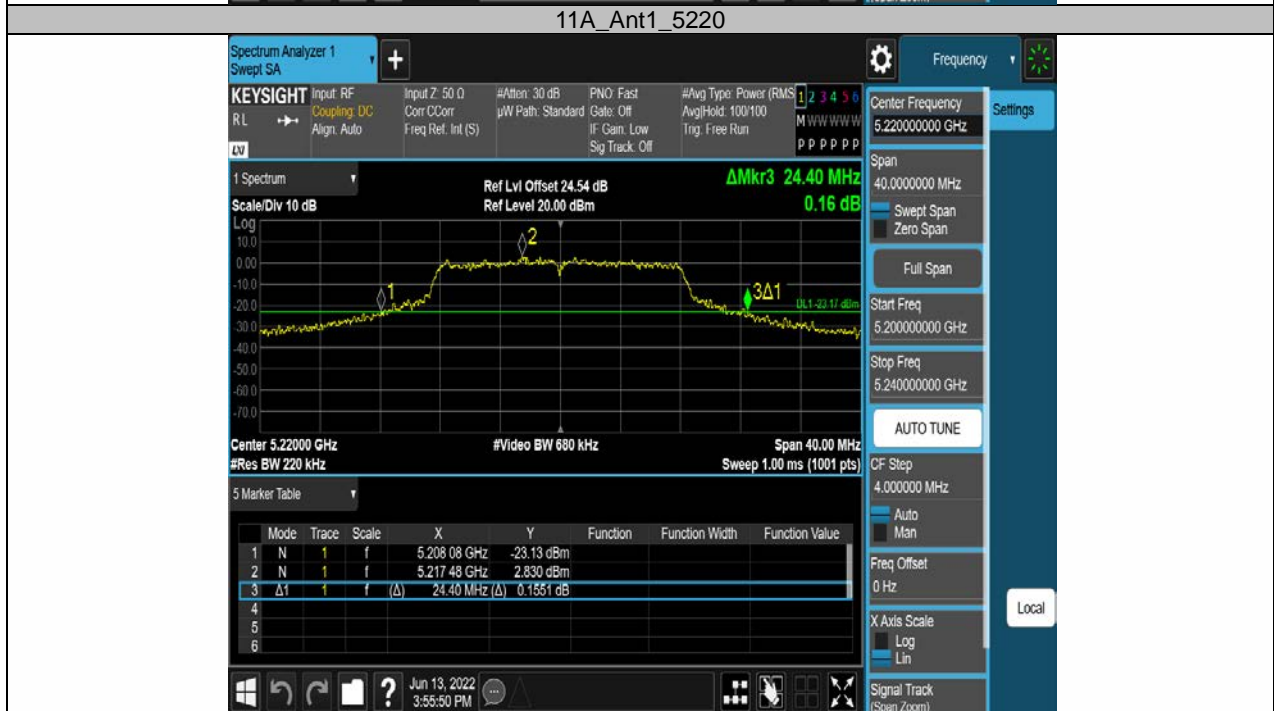 11A_Ant1_5220
Spectrum Analyzer 1
Swept SA
+
Frequency
KEYSIGHT
RL
LXI
Input: RF
Coupling: DC
Align: Auto
Input Z: 50 Ω
Corr CCorr
Freq Ref: Int (S)
#Atten: 30 dB
µW Path: Standard
PNO: Fast
Gate: Off
IF Gain: Low
Sig Track: Off
#Avg Type: Power (RMS
Avg|Hold: 100/100
Trig: Free Run
1 2 3 4 5 6
M W W W W W
P P P P P P
Center Frequency
5.220000000 GHz
Settings
1 Spectrum
Scale/Div 10 dB
Ref Lvl Offset 24.54 dB
Ref Level 20.00 dBm
ΔMkr3 24.40 MHz
0.16 dB
Log
10.0
0.00
-10.0
-20.0
-30.0
-40.0
-50.0
-60.0
-70.0
1
2
3Δ1
DL1 -23.17 dBm
Center 5.22000 GHz
#Res BW 220 kHz
#Video BW 680 kHz
Span 40.00 MHz
Sweep 1.00 ms (1001 pts)
Span
40.0000000 MHz
Swept Span
Zero Span
Full Span
Start Freq
5.200000000 GHz
Stop Freq
5.240000000 GHz
AUTO TUNE
CF Step
4.000000 MHz
Auto
Man
Freq Offset
0 Hz
X Axis Scale
Log
Lin
Signal Track
(Span Zoom)
Local
5 Marker Table
Mode Trace Scale X Y Function Function Width Function Value
1 N 1 f 5.208 08 GHz -23.13 dBm
2 N 1 f 5.217 48 GHz 2.830 dBm
3 Δ1 1 f (Δ) 24.40 MHz (Δ) 0.1551 dB
4
5
6
?
Jun 13, 2022
3:55:50 PM